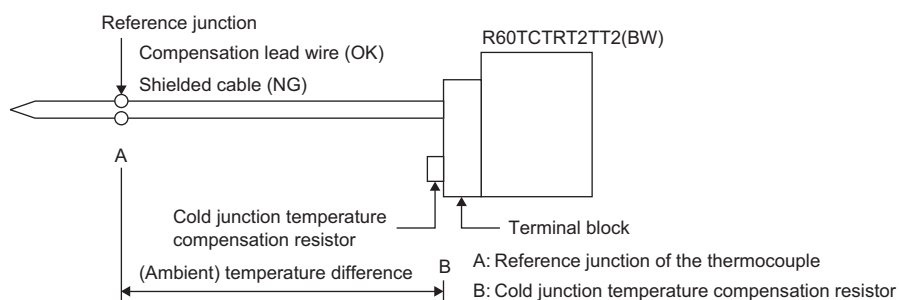 Reference junction
Compensation lead wire (OK)
Shielded cable (NG)
R60TCTRT2TT2(BW)
A
Cold junction temperature
compensation resistor
Terminal block
(Ambient) temperature difference
B
A: Reference junction of the thermocouple
B: Cold junction temperature compensation resistor